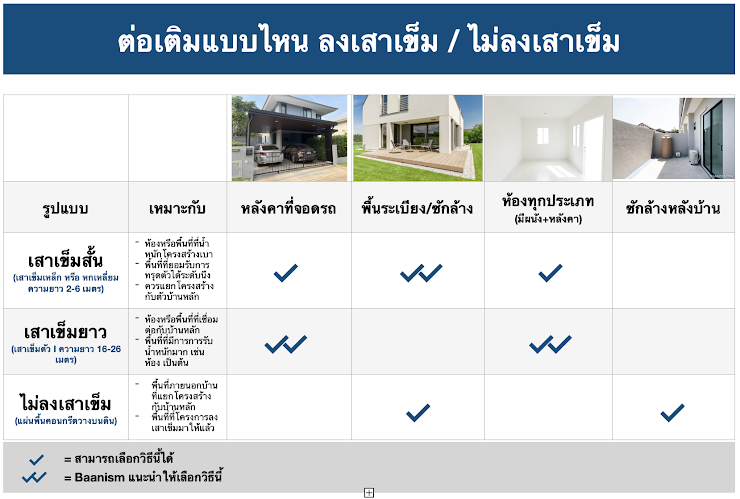 ต่อเติมแบบไหน ลงเสาเข็ม / ไม่ลงเสาเข็ม
รูปแบบ
เหมาะกับ
หลังคาที่จอดรถ
พื้นระเบียง/ซักล้าง
ห้องทุกประเภท
(มีผนัง+หลังคา)
ซักล้างหลังบ้าน
เสาเข็มสั้น
(เสาเข็มเหล็ก หรือ หกเหลี่ยม
ความยาว 2-6 เมตร)
- ห้องหรือพื้นที่ที่น้ำ
หนักโครงสร้างเบา
- พื้นที่ที่ยอมรับการ
ทรุดตัวได้ระดับนึง
- ควรแยกโครงสร้าง
กับตัวบ้านหลัก
เสาเข็มยาว
(เสาเข็มตัว I ความยาว 16-26
เมตร)
- ห้องหรือพื้นที่ที่เชื่อม
ต่อกับบ้านหลัก
- พื้นที่ที่มีการการรับ
น้ำหนักมาก เช่น
ห้อง เป็นต้น
ไม่ลงเสาเข็ม
(แผ่นพื้นคอนกรีตวางบนดิน)
- พื้นที่ภายนอกบ้าน
ที่แยกโครงสร้าง
กับบ้านหลัก
- พื้นที่ที่โครงการลง
เสาเข็มมาให้แล้ว
= สามารถเลือกวิธีนี้ได้
= Baanism แนะนำให้เลือกวิธีนี้